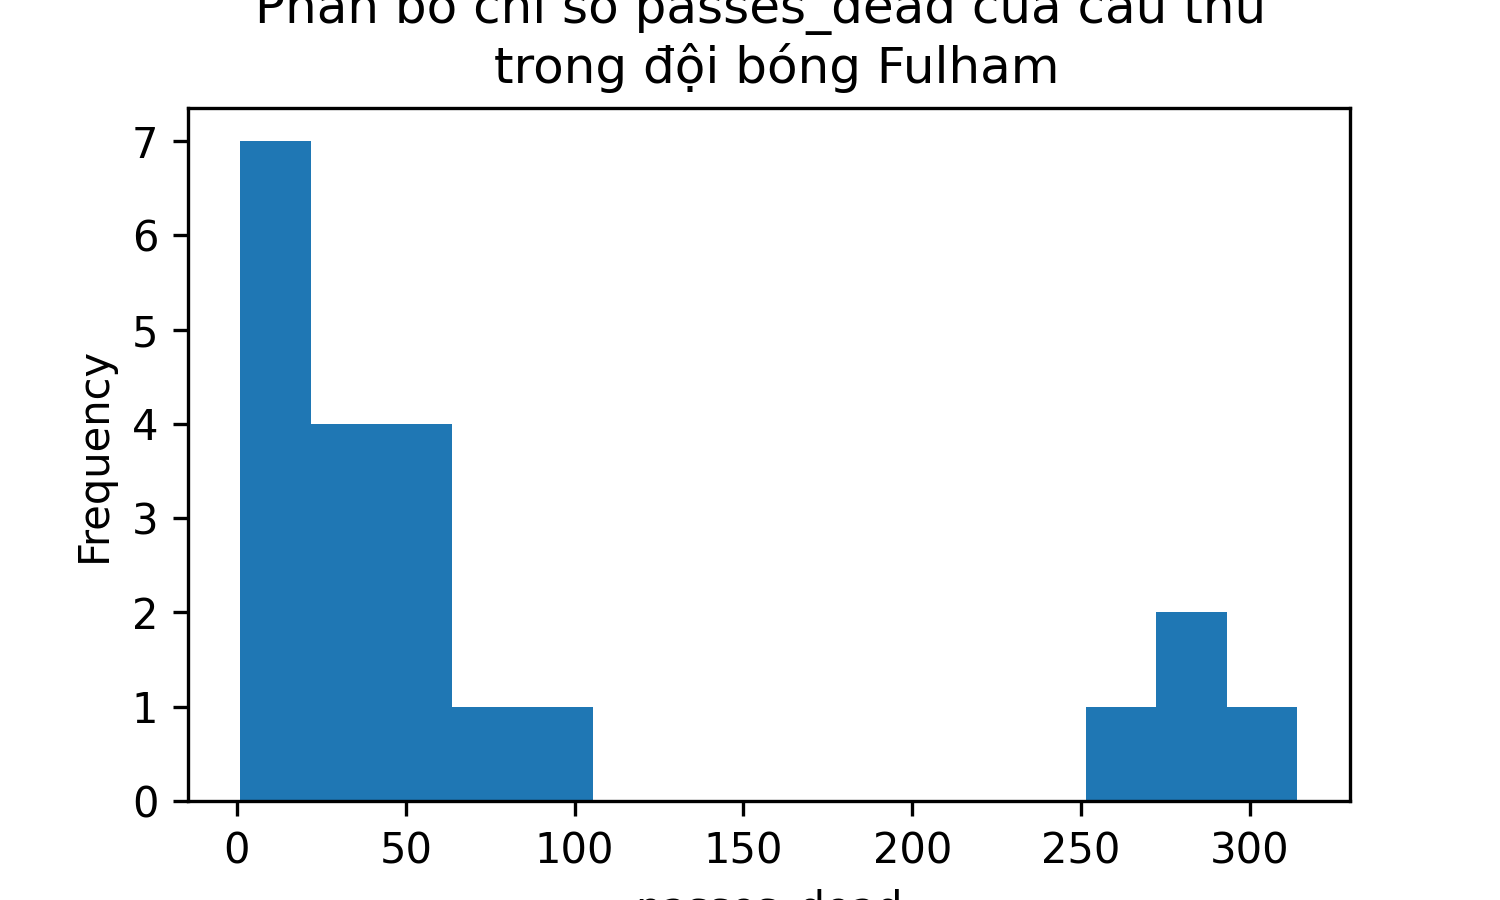 Phân bố chỉ số passes_dead của cầu thủ
trong đội bóng Fulham
7
6
5
4
3
2
1
0
Frequency
0 50 100 150 200 250 300
passes_dead